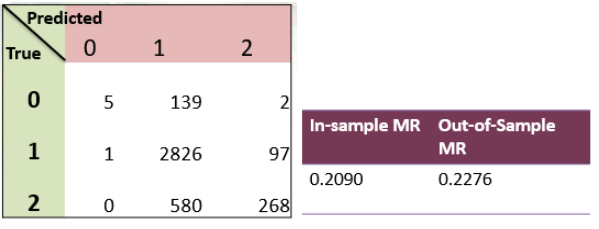 Predicted
True 0 1 2
0 5 139 2
1 1 2826 97
2 0 580 268
In-sample MR Out-of-Sample MR
0.2090 0.2276